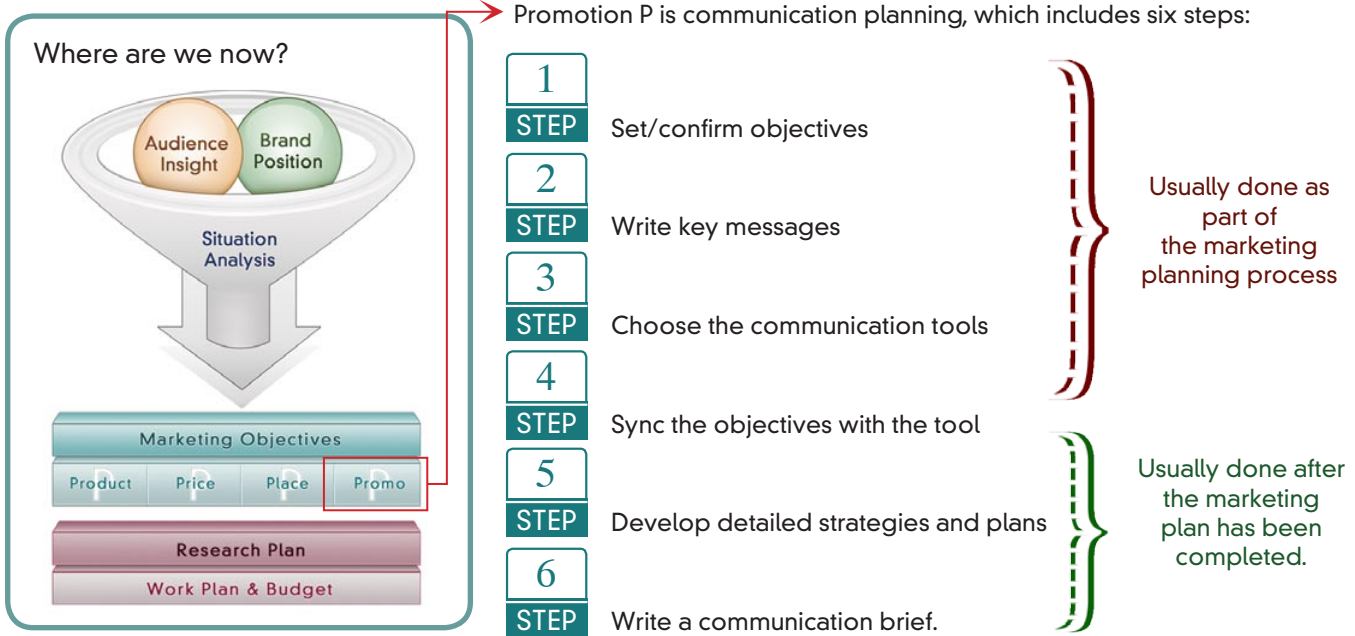 Promotion P is communication planning, which includes six steps:
Where are we now?
Audience
Insight
Brand
Position
Situation
Analysis
Marketing Objectives
P P P P
Product Price Place Promo
Research Plan
Work Plan & Budget
1
STEP Set/confirm objectives
2
STEP Write key messages
3
STEP Choose the communication tools
4
STEP Sync the objectives with the tool
5
STEP Develop detailed strategies and plans
6
STEP Write a communication brief.
Usually done as
part of
the marketing
planning process
Usually done after
the marketing
plan has been
completed.